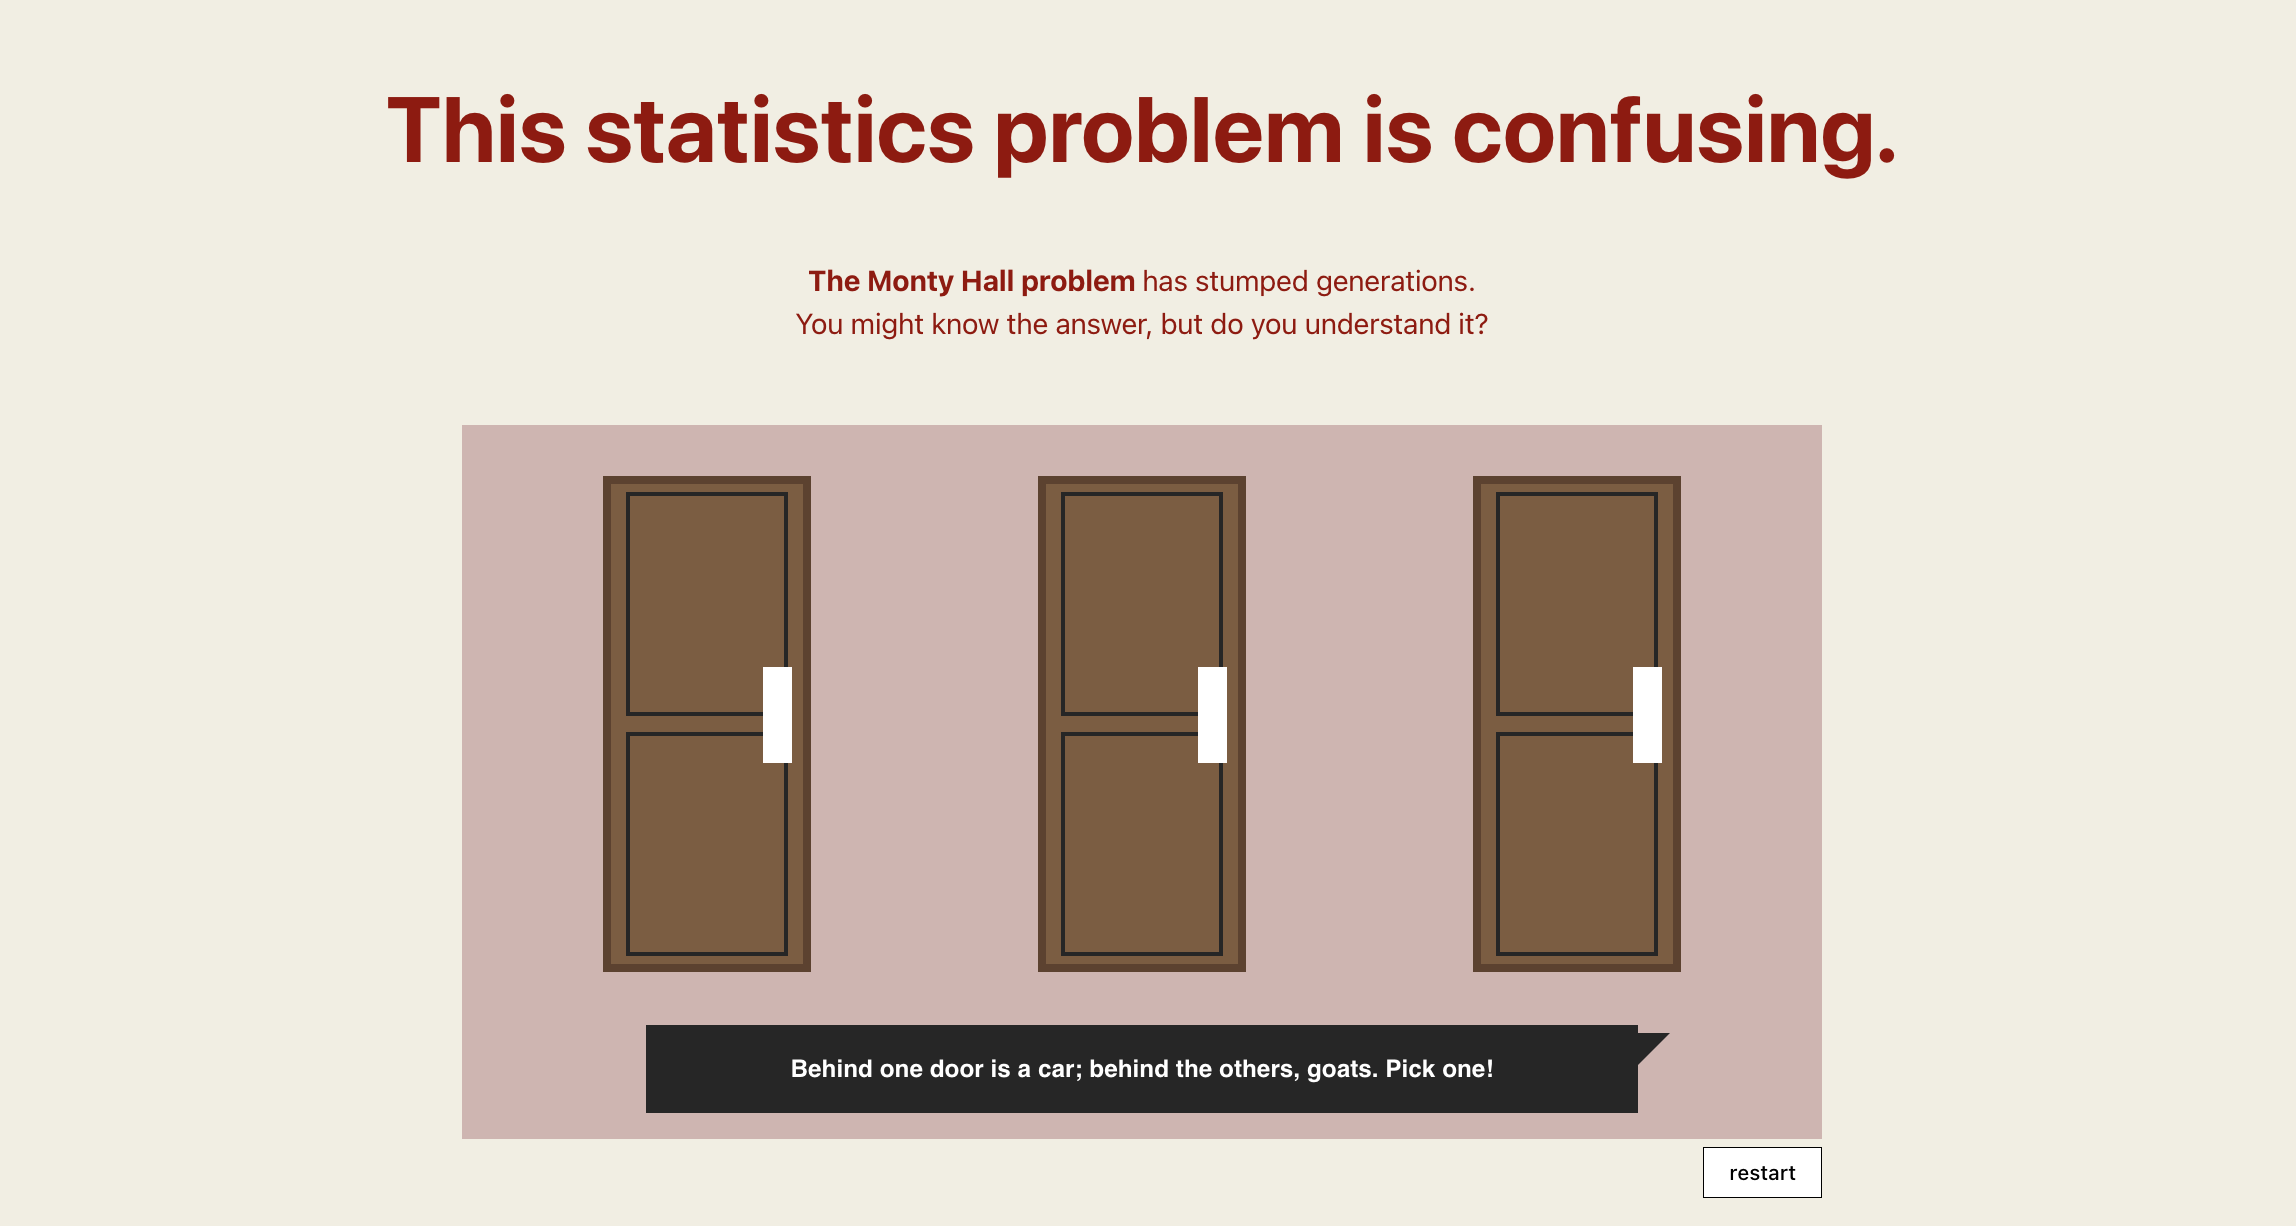 This statistics problem is confusing.
The Monty Hall problem has stumped generations.
You might know the answer, but do you understand it?
Behind one door is a car; behind the others, goats. Pick one!
restart